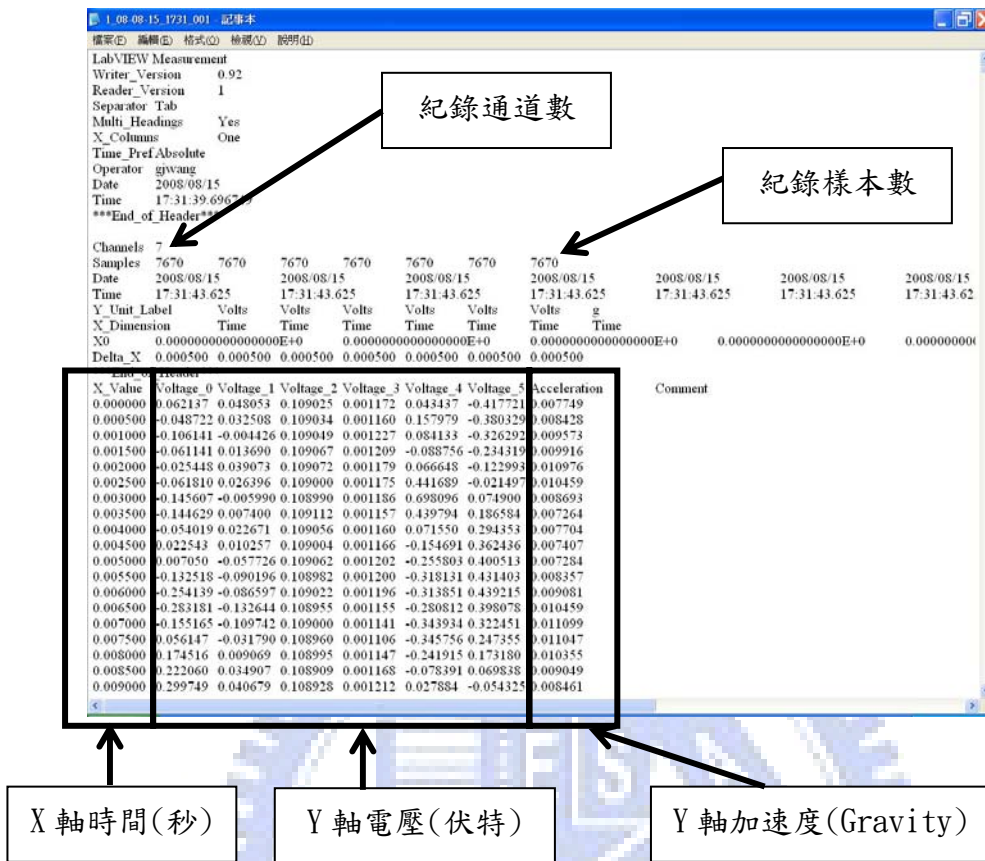 1_08-08-15_1731_001 - 記事本
檔案(F) 編輯(E) 格式(O) 檢視(V) 說明(H)
LabVIEW Measurement
Writer_Version 0.92
Reader_Version 1
Separator Tab
Multi_Headings Yes
X_Columns One
Time_Pref Absolute
Operator gjwang
Date 2008/08/15
Time 17:31:39.696749
***End_of_Header***
紀錄通道數
紀錄樣本數
Channels 7
Samples 7670 7670 7670 7670 7670 7670 7670
Date 2008/08/15 2008/08/15 2008/08/15 2008/08/15 2008/08/15 2008/08/15 2008/08/15
Time 17:31:43.625 17:31:43.625 17:31:43.625 17:31:43.625 17:31:43.625 17:31:43.625 17:31:43.62
Y_Unit_Label Volts Volts Volts Volts Volts Volts g
X_Dimension Time Time Time Time Time Time Time
X0 0.0000000000000000E+0 0.0000000000000000E+0 0.0000000000000000E+0 0.0000000000000000E+0 0.000000000
Delta_X 0.000500 0.000500 0.000500 0.000500 0.000500 0.000500 0.000500
***End_of_Header***
X_Value Voltage_0 Voltage_1 Voltage_2 Voltage_3 Voltage_4 Voltage_5 Acceleration Comment
0.000000 0.062137 0.048053 0.109025 0.001172 0.043437 -0.417721 0.007749
0.000500 -0.048722 0.032508 0.109034 0.001160 0.157979 -0.380329 0.008428
0.001000 -0.106141 -0.004426 0.109049 0.001227 0.084133 -0.326292 0.009573
0.001500 -0.061141 0.013690 0.109067 0.001209 -0.088756 -0.234319 0.009916
0.002000 -0.025448 0.039073 0.109072 0.001179 0.066648 -0.122993 0.010976
0.002500 -0.061810 0.026396 0.109000 0.001175 0.441689 -0.021497 0.010459
0.003000 -0.145607 -0.005990 0.108990 0.001186 0.698096 0.074900 0.008693
0.003500 -0.144629 0.007400 0.109112 0.001157 0.439794 0.186584 0.007264
0.004000 -0.054019 0.022671 0.109056 0.001160 0.071550 0.294353 0.007704
0.004500 0.022543 0.010257 0.109004 0.001166 -0.154691 0.362436 0.007407
0.005000 0.007050 -0.057726 0.109062 0.001202 -0.255803 0.400513 0.007284
0.005500 -0.132518 -0.090196 0.108982 0.001200 -0.318131 0.431403 0.008357
0.006000 -0.254139 -0.086597 0.109022 0.001196 -0.313851 0.439215 0.009081
0.006500 -0.283181 -0.132644 0.108955 0.001155 -0.280812 0.398078 0.010459
0.007000 -0.155165 -0.109742 0.109000 0.001141 -0.343934 0.322451 0.011099
0.007500 0.056147 -0.031790 0.108960 0.001106 -0.345756 0.247355 0.011047
0.008000 0.174516 0.009069 0.108995 0.001147 -0.241915 0.173180 0.010355
0.008500 0.222060 0.034907 0.108909 0.001168 -0.078391 0.069838 0.009049
0.009000 0.299749 0.040679 0.108928 0.001212 0.027884 -0.054325 0.008461
X 軸時間(秒)
Y 軸電壓(伏特)
Y 軸加速度(Gravity)